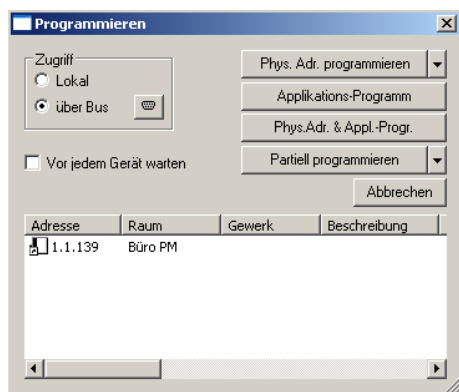 Programmieren
Zugriff
Lokal
über Bus
Vor jedem Gerät warten
Phys. Adr. programmieren
Applikations-Programm
Phys.Adr. & Appl.-Progr.
Partiell programmieren
Abbrechen
Adresse Raum Gewerk Beschreibung
1.1.139 Büro PM